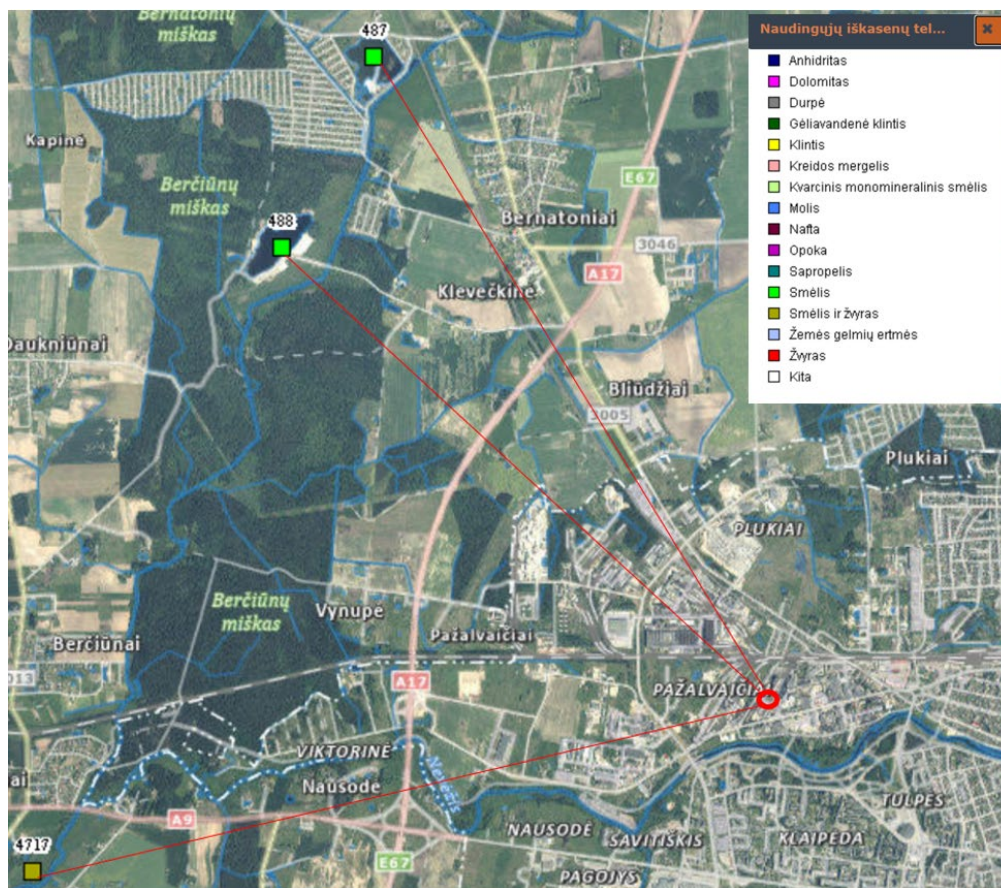 Bernatonių
miškas
487
Naudingųjų iškasenų tel...
Anhidritas
Dolomitas
Durpė
Gėliavandenė klintis
Klintis
Kreidos mergelis
Kvarcinis monomineralinis smėlis
Molis
Nafta
Opoka
Sapropelis
Smėlis
Smėlis ir žvyras
Žemės gelmių ertmės
Žvyras
Kita
Kapinė
Berčiūnų
miškas
E67
488
Bernatoniai
3046
A17
Klevečkinė
Daukniūnai
Bliūdžiai
3005
Plukiai
PLUKIAI
Berčiūnų
miškas
Vynupė
Pažalvaičiai
Berčiūnai
3013
A17
PAŽALVAIČIAI
VIKTORINĖ
Nevėžis
ai
Nausodė
TULPĖS
A9
NAUSODĖ
SAVITIŠKIS
KLAIPĖDA
4717
E67
PAGOJYS